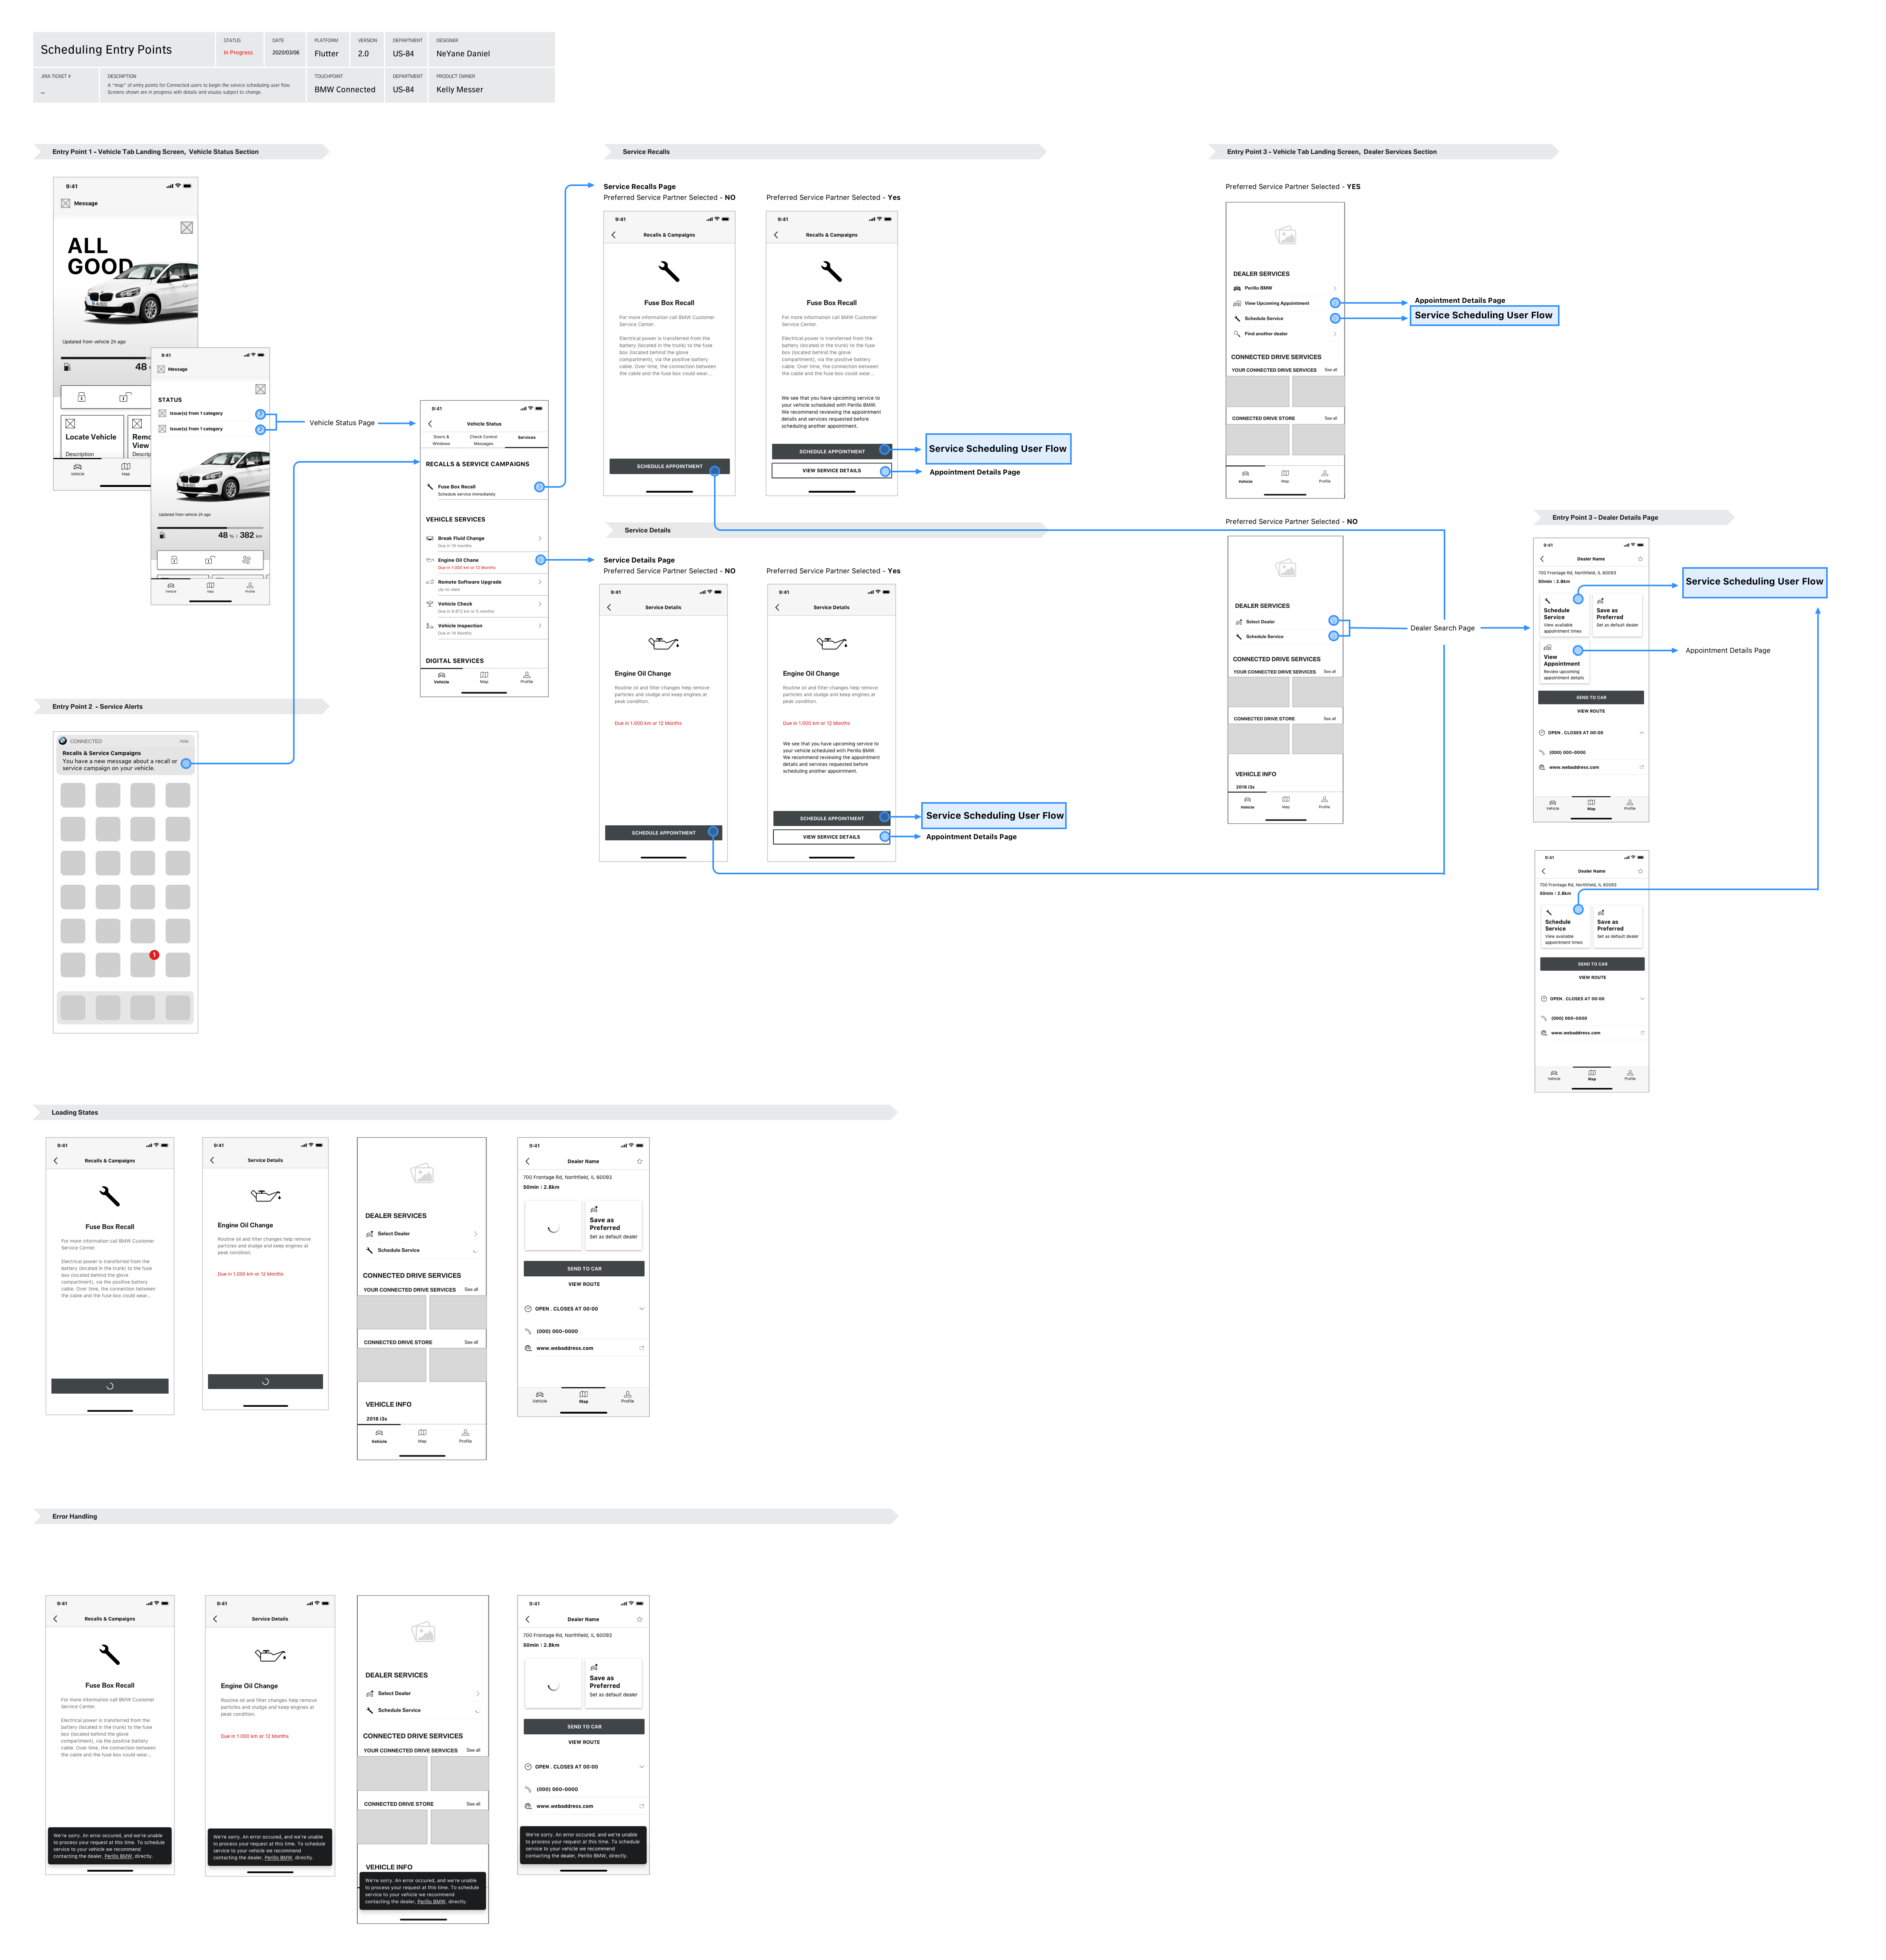 Scheduling Entry Points
STATUS
In Progress
DATE
2020/03/06
PLATFORM
Flutter
VERSION
2.0
DEPARTMENT
US-84
DESIGNER
NeYane Daniel
JIRA TICKET #
_
DESCRIPTION
A "map" of entry points for Connected users to begin the service scheduling user flow.
Screens shown are in progress with details and visulas subject to change.
TOUCHPOINT
BMW Connected
DEPARTMENT
US-84
PRODUCT OWNER
Kelly Messer
Entry Point 1 - Vehicle Tab Landing Screen, Vehicle Status Section
9:41
Message
ALL
GOOD
Updated from vehicle 2h ago
48
Locate Vehicle
Description
Remo
View
Descrip
Vehicle
Map
9:41
Message
STATUS
Issue(s) from 1 category
Issue(s) from 1 category
Updated from vehicle 2h ago
48 % / 382 km
Vehicle
Map
Profile
Vehicle Status Page
9:41
Vehicle Status
Doors &
Windows
Check Control
Messages
Services
RECALLS & SERVICE CAMPAIGNS
Fuse Box Recall
Schedule service immediately
VEHICLE SERVICES
Break Fluid Change
Due in 14 months
Engine Oil Chane
Due in 1.000 km or 12 Months
Remote Software Upgrade
Up-to-date
Vehicle Check
Due in 8.873 km or 5 months
Vehicle Inspection
Due in 14 Months
DIGITAL SERVICES
Vehicle
Map
Profile
Entry Point 2 - Service Alerts
CONNECTED
now
Recalls & Service Campaigns
You have a new message about a recall or
service campaign on your vehicle.
1
Service Recalls
Service Recalls Page
Preferred Service Partner Selected - NO
9:41
Recalls & Campaigns
Fuse Box Recall
For more information call BMW Customer
Service Center.
Electrical power is transferred from the
battery (located in the trunk) to the fuse
box (located behind the glove
compartment), via the positive battery
cable. Over time, the connection between
the cable and the fuse box could wear...
SCHEDULE APPOINTMENT
Preferred Service Partner Selected - Yes
9:41
Recalls & Campaigns
Fuse Box Recall
For more information call BMW Customer
Service Center.
Electrical power is transferred from the
battery (located in the trunk) to the fuse
box (located behind the glove
compartment), via the positive battery
cable. Over time, the connection between
the cable and the fuse box could wear...
We see that you have upcoming service to
your vehicle scheduled with Perillo BMW.
We recommend reviewing the appointment
details and services requested before
scheduling another appointment.
SCHEDULE APPOINTMENT
VIEW SERVICE DETAILS
Service Scheduling User Flow
Appointment Details Page
Service Details
Service Details Page
Preferred Service Partner Selected - NO
9:41
Service Details
Engine Oil Change
Routine oil and filter changes help remove
particles and sludge and keep engines at
peak condition.
Due in 1.000 km or 12 Months
SCHEDULE APPOINTMENT
Preferred Service Partner Selected - Yes
9:41
Service Details
Engine Oil Change
Routine oil and filter changes help remove
particles and sludge and keep engines at
peak condition.
Due in 1.000 km or 12 Months
We see that you have upcoming service to
your vehicle scheduled with Perillo BMW.
We recommend reviewing the appointment
details and services requested before
scheduling another appointment.
SCHEDULE APPOINTMENT
VIEW SERVICE DETAILS
Service Scheduling User Flow
Appointment Details Page
Entry Point 3 - Vehicle Tab Landing Screen, Dealer Services Section
Preferred Service Partner Selected - YES
DEALER SERVICES
Perillo BMW
View Upcoming Appointment
Schedule Service
Find another dealer
CONNECTED DRIVE SERVICES
YOUR CONNECTED DRIVE SERVICES
See all
CONNECTED DRIVE STORE
See all
Vehicle
Map
Profile
Appointment Details Page
Service Scheduling User Flow
Preferred Service Partner Selected - NO
DEALER SERVICES
Select Dealer
Schedule Service
CONNECTED DRIVE SERVICES
YOUR CONNECTED DRIVE SERVICES
See all
CONNECTED DRIVE STORE
See all
VEHICLE INFO
2018 i3s
Vehicle
Map
Profile
Dealer Search Page
Entry Point 3 - Dealer Details Page
9:41
Dealer Name
700 Frontage Rd, Northfield, IL 60093
50min | 2.8km
Schedule
Service
View available
appointment times
Save as
Preferred
Set as default dealer
View
Appointment
Review upcoming
appointment details
SEND TO CAR
VIEW ROUTE
OPEN . CLOSES AT 00:00
(000) 000-0000
www.webaddress.com
Vehicle
Map
Profile
Service Scheduling User Flow
Appointment Details Page
9:41
Dealer Name
700 Frontage Rd, Northfield, IL 60093
50min | 2.8km
Schedule
Service
View available
appointment times
Save as
Preferred
Set as default dealer
SEND TO CAR
VIEW ROUTE
OPEN . CLOSES AT 00:00
(000) 000-0000
www.webaddress.com
Vehicle
Map
Profile
Loading States
9:41
Recalls & Campaigns
Fuse Box Recall
For more information call BMW Customer
Service Center.
Electrical power is transferred from the
battery (located in the trunk) to the fuse
box (located behind the glove
compartment), via the positive battery
cable. Over time, the connection between
the cable and the fuse box could wear...
9:41
Service Details
Engine Oil Change
Routine oil and filter changes help remove
particles and sludge and keep engines at
peak condition.
Due in 1.000 km or 12 Months
DEALER SERVICES
Select Dealer
Schedule Service
CONNECTED DRIVE SERVICES
YOUR CONNECTED DRIVE SERVICES
See all
CONNECTED DRIVE STORE
See all
VEHICLE INFO
2018 i3s
Vehicle
Map
Profile
9:41
Dealer Name
700 Frontage Rd, Northfield, IL 60093
50min | 2.8km
Save as
Preferred
Set as default dealer
SEND TO CAR
VIEW ROUTE
OPEN . CLOSES AT 00:00
(000) 000-0000
www.webaddress.com
Vehicle
Map
Profile
Error Handling
9:41
Recalls & Campaigns
Fuse Box Recall
For more information call BMW Customer
Service Center.
Electrical power is transferred from the
battery (located in the trunk) to the fuse
box (located behind the glove
compartment), via the positive battery
cable. Over time, the connection between
the cable and the fuse box could wear...
We're sorry. An error occured, and we're unable
to process your request at this time. To schedule
service to your vehicle we recommend
contacting the dealer, Perillo BMW, directly.
9:41
Service Details
Engine Oil Change
Routine oil and filter changes help remove
particles and sludge and keep engines at
peak condition.
Due in 1.000 km or 12 Months
We're sorry. An error occured, and we're unable
to process your request at this time. To schedule
service to your vehicle we recommend
contacting the dealer, Perillo BMW, directly.
DEALER SERVICES
Select Dealer
Schedule Service
CONNECTED DRIVE SERVICES
YOUR CONNECTED DRIVE SERVICES
See all
CONNECTED DRIVE STORE
See all
VEHICLE INFO
We're sorry. An error occured, and we're unable
to process your request at this time. To schedule
service to your vehicle we recommend
contacting the dealer, Perillo BMW, directly.
9:41
Dealer Name
700 Frontage Rd, Northfield, IL 60093
50min | 2.8km
Save as
Preferred
Set as default dealer
SEND TO CAR
VIEW ROUTE
OPEN . CLOSES AT 00:00
(000) 000-0000
www.webaddress.com
We're sorry. An error occured, and we're unable
to process your request at this time. To schedule
service to your vehicle we recommend
contacting the dealer, Perillo BMW, directly.